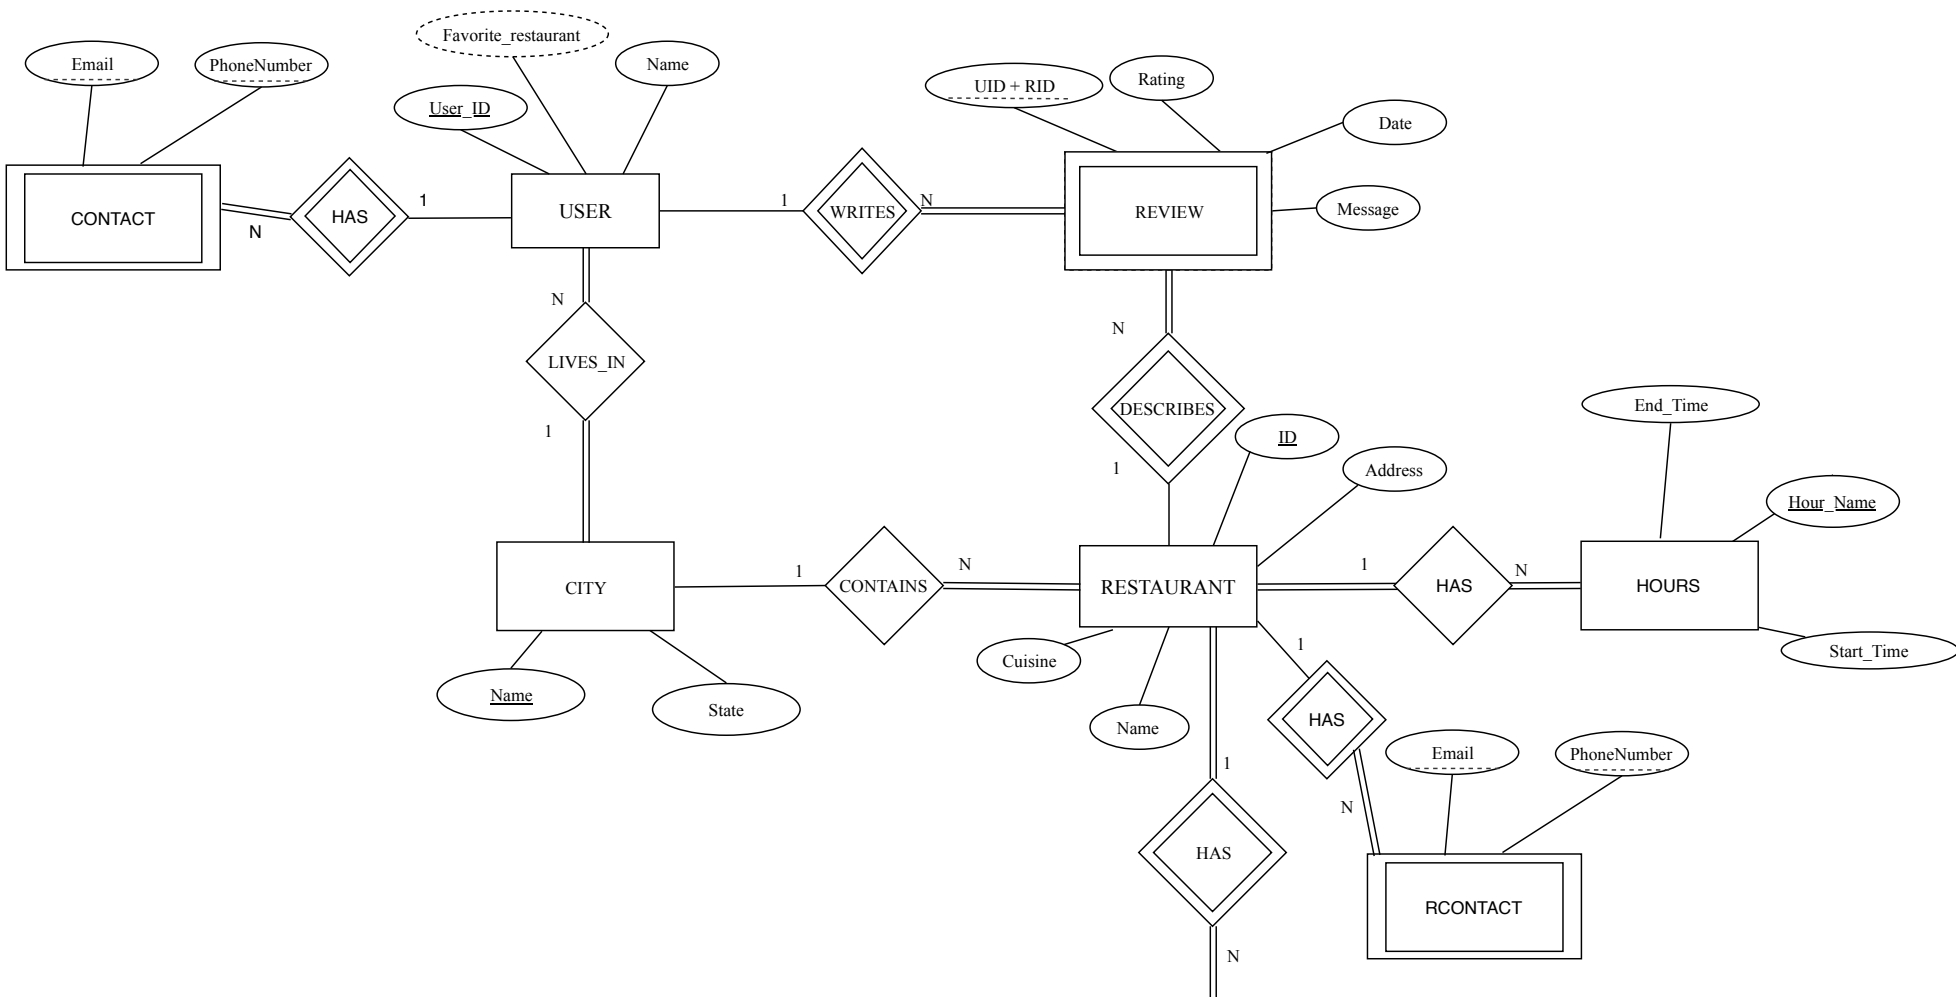 Favorite_restaurant
Email
PhoneNumber
Name
User_ID
UID + RID
Rating
Date
Message
CONTACT
N
HAS
1
USER
1
WRITES
N
REVIEW
N
LIVES_IN
1
N
DESCRIBES
1
ID
Address
End_Time
Hour_Name
CITY
1
CONTAINS
N
RESTAURANT
1
HAS
N
HOURS
Start_Time
Name
State
Cuisine
Name
1
HAS
N
Email
PhoneNumber
RCONTACT
1
HAS
N